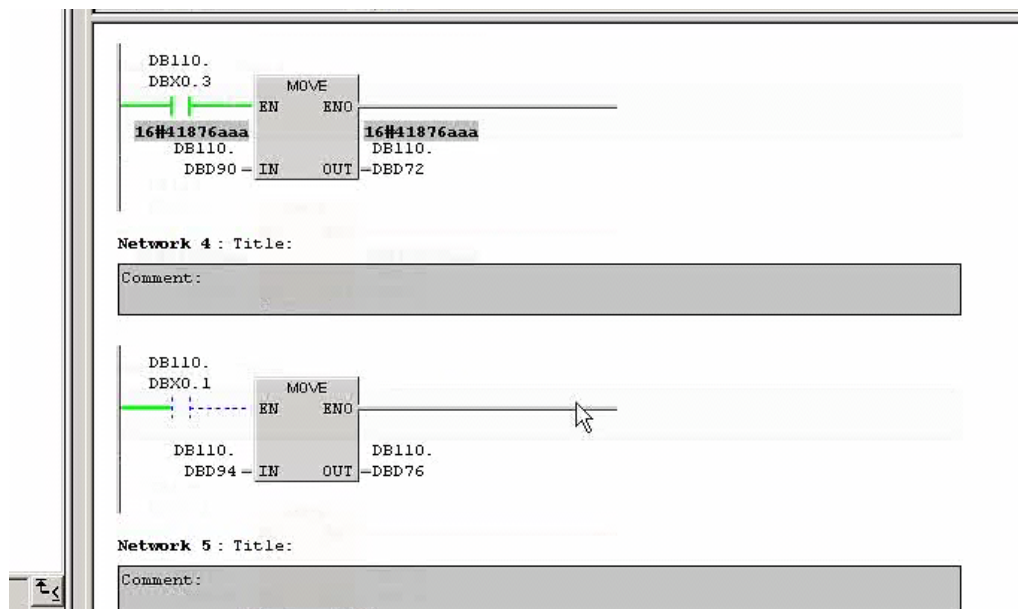 DB110.
DBX0.3
MOVE
EN ENO
16#41876aaa 16#41876aaa
DB110. DB110.
DBD90 IN OUT DBD72
Network 4 : Title:
Comment:
DB110.
DBX0.1
MOVE
EN ENO
DB110. DB110.
DBD94 IN OUT DBD76
Network 5 : Title:
Comment: